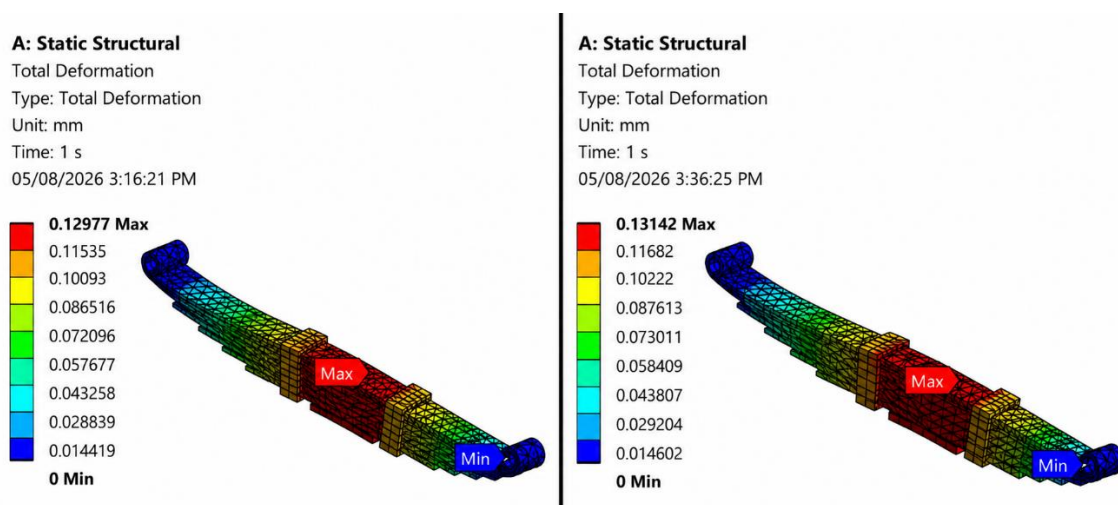 A: Static Structural
Total Deformation
Type: Total Deformation
Unit: mm
Time: 1 s
05/08/2026 3:16:21 PM
0.12977 Max
0.11535
0.10093
0.086516
0.072096
0.057677
0.043258
0.028839
0.014419
0 Min
Max
Min
A: Static Structural
Total Deformation
Type: Total Deformation
Unit: mm
Time: 1 s
05/08/2026 3:36:25 PM
0.13142 Max
0.11682
0.10222
0.087613
0.073011
0.058409
0.043807
0.029204
0.014602
0 Min
Max
Min